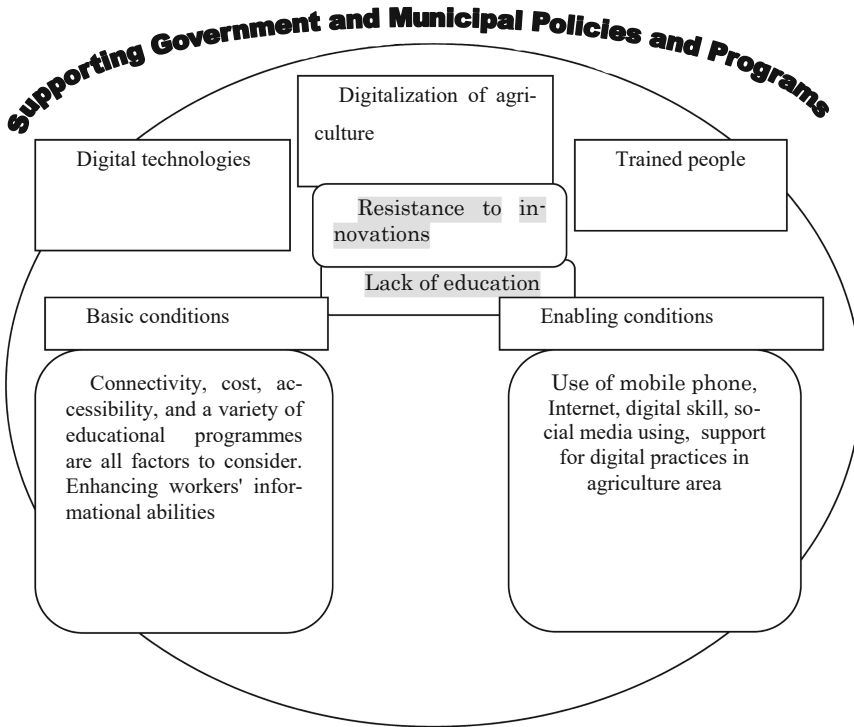 Supporting Government and Municipal Policies and Programs
Digitalization of agri-
culture
Digital technologies
Trained people
Resistance to in-
novations
Lack of education
Basic conditions
Enabling conditions
Connectivity, cost, ac-
cessibility, and a variety of
educational programmes
are all factors to consider.
Enhancing workers' infor-
mational abilities
Use of mobile phone,
Internet, digital skill, so-
cial media using, support
for digital practices in
agriculture area